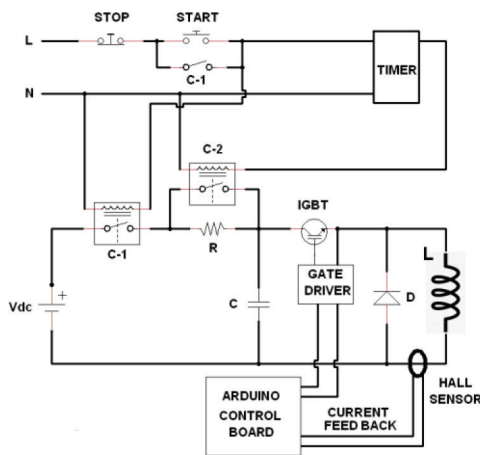 STOP
START
L
C-1
TIMER
N
C-2
IGBT
R
C-1
L
Vdc
+
C
GATE
DRIVER
D
HALL
SENSOR
ARDUINO
CONTROL
BOARD
CURRENT
FEED BACK